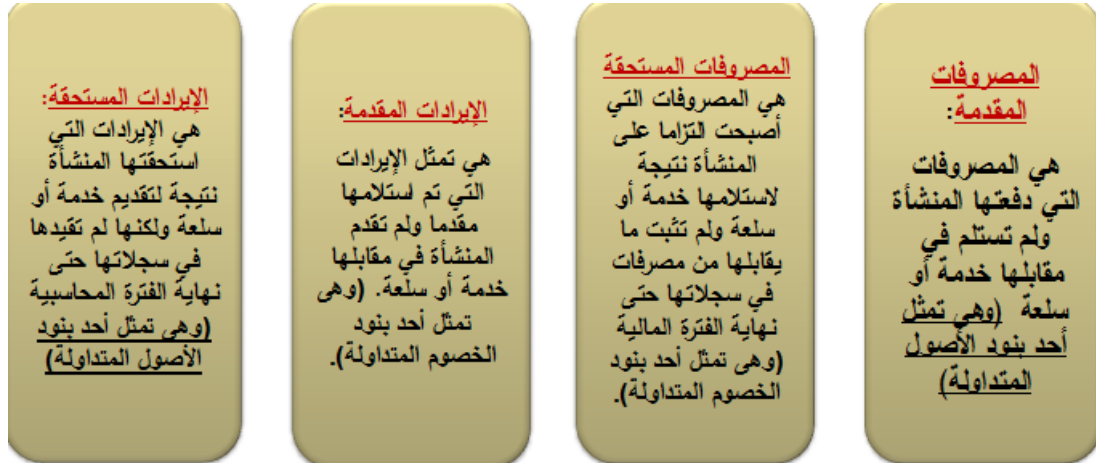 المصروفات
المقدمة:
هي المصروفات
التي دفعتها المنشأة
ولم تستلم في
مقابلها خدمة أو
سلعة (وهى تمثل
أحد بنود الأصول
المتداولة)
المصروفات المستحقة
هي المصروفات التي
أصبحت التزاما على
المنشأة نتيجة
لاستلامها خدمة أو
سلعة ولم تثبت ما
يقابلها من مصرفات
في سجلاتها حتى
نهاية الفترة المالية
(وهى تمثل أحد بنود
الخصوم المتداولة).
الإيرادات المقدمة:
هي تمثل الإيرادات
التي تم استلامها
مقدما ولم تقدم
المنشأة في مقابلها
خدمة أو سلعة. (وهى
تمثل أحد بنود
الخصوم المتداولة).
الإيرادات المستحقة:
هي الإيرادات التي
استحقتها المنشأة
نتيجة لتقديم خدمة أو
سلعة ولكنها لم تقيدها
في سجلاتها حتى
نهاية الفترة المحاسبية
(وهى تمثل أحد بنود
الأصول المتداولة)